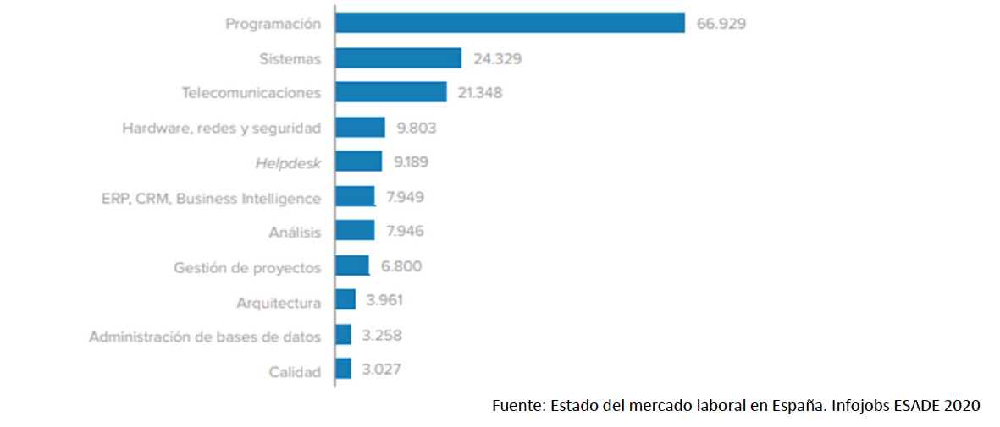 Programación 66.929
Sistemas 24.329
Telecomunicaciones 21.348
Hardware, redes y seguridad 9.803
Helpdesk 9.189
ERP, CRM, Business Intelligence 7.949
Análisis 7.946
Gestión de proyectos 6.800
Arquitectura 3.961
Administración de bases de datos 3.258
Calidad 3.027
Fuente: Estado del mercado laboral en España. Infojobs ESADE 2020